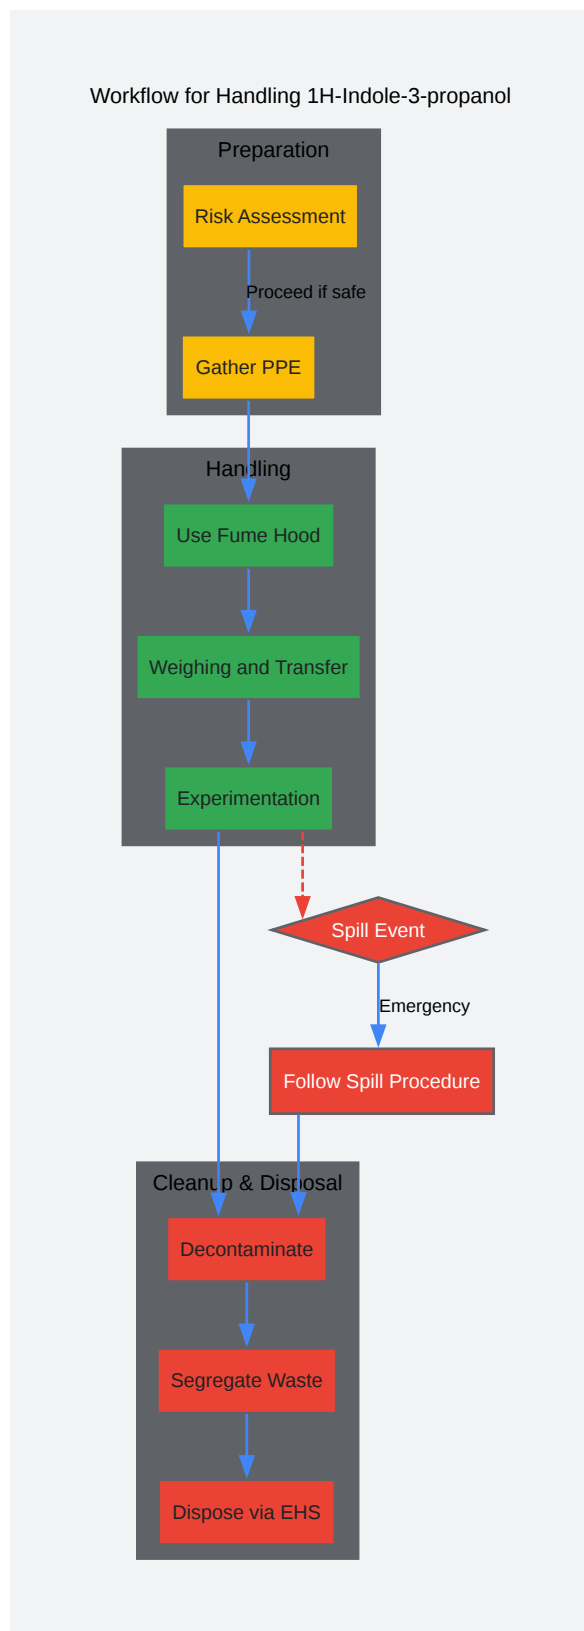 Workflow for Handling 1H-Indole-3-propanol
Preparation
Risk Assessment
Proceed if safe
Gather PPE
Handling
Use Fume Hood
Weighing and Transfer
Experimentation
Spill Event
Emergency
Follow Spill Procedure
Cleanup & Disposal
Decontaminate
Segregate Waste
Dispose via EHS